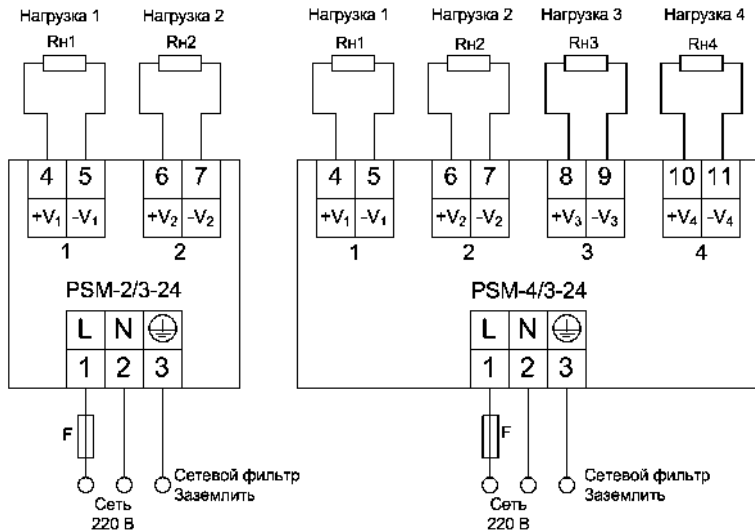 Нагрузка 1 Нагрузка 2
Rн1 Rн2
4 5 6 7
+V1 -V1 +V2 -V2
1 2
PSM-2/3-24
L N
1 2 3
F
Сетевой фильтр
Заземлить
Сеть
220 В
Нагрузка 1 Нагрузка 2 Нагрузка 3 Нагрузка 4
Rн1 Rн2 Rн3 Rн4
4 5 6 7 8 9 10 11
+V1 -V1 +V2 -V2 +V3 -V3 +V4 -V4
1 2 3 4
PSM-4/3-24
L N
1 2 3
F
Сетевой фильтр
Заземлить
Сеть
220 В